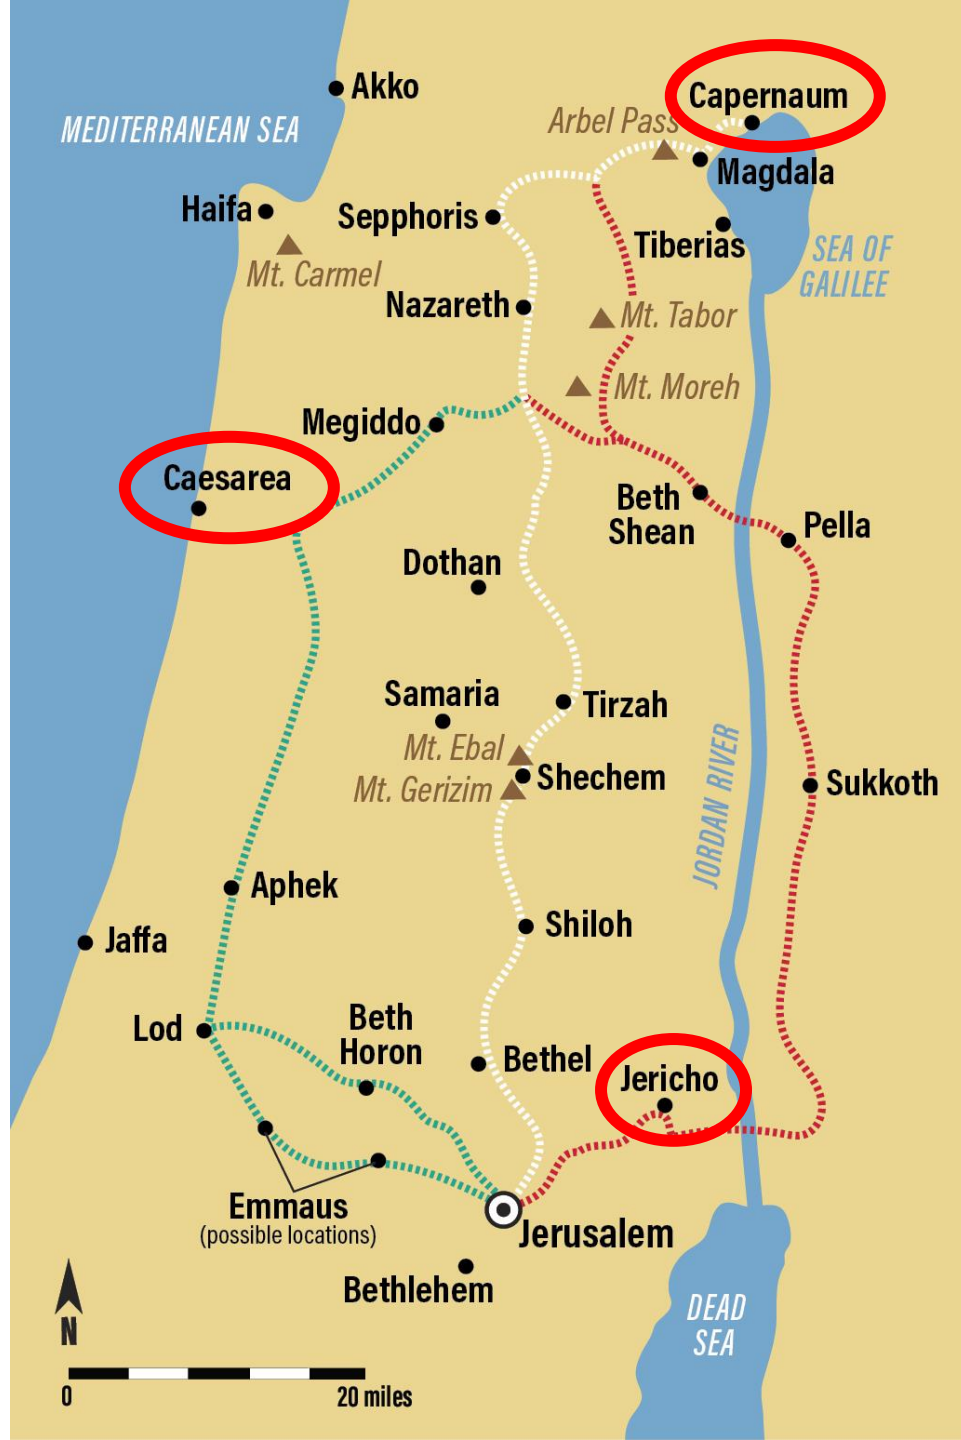 Akko
MEDITERRANEAN SEA
Capernaum
Arbel Pass
Magdala
Haifa
Sepphoris
Tiberias
SEA OF
GALILEE
Mt. Carmel
Nazareth
Mt. Tabor
Mt. Moreh
Megiddo
Caesarea
Beth
Shean
Pella
Dothan
Samaria
Tirzah
Mt. Ebal
Shechem
Mt. Gerizim
JORDAN RIVER
Sukkoth
Aphek
Jaffa
Shiloh
Lod
Beth
Horon
Bethel
Jericho
Emmaus
(possible locations)
Jerusalem
Bethlehem
DEAD
SEA
N
0 20 miles